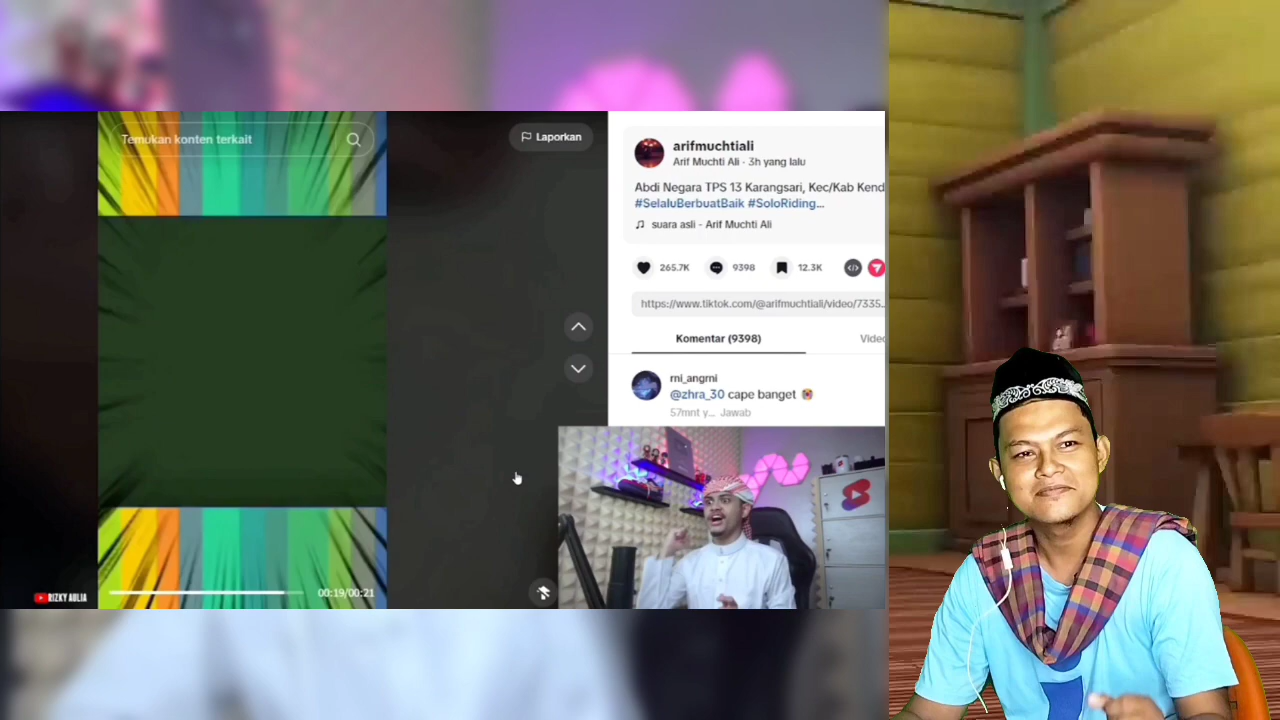 Temukan konten terkait
Laporkan
arifmuchtiali
Arif Muchti Ali · 3h yang lalu
Abdi Negara TPS 13 Karangsari, Kec/Kab Kend
#SelaluBerbuatBaik #SoloRiding...
suara asli - Arif Muchti Ali
265.7K 9398 12.3K
https://www.tiktok.com/@arifmuchtiali/video/7335...
Komentar (9398) Video
rni_angrni
@zhra_30 cape banget
57mnt y... Jawab
RIZKY AULIA
00:19/00:21